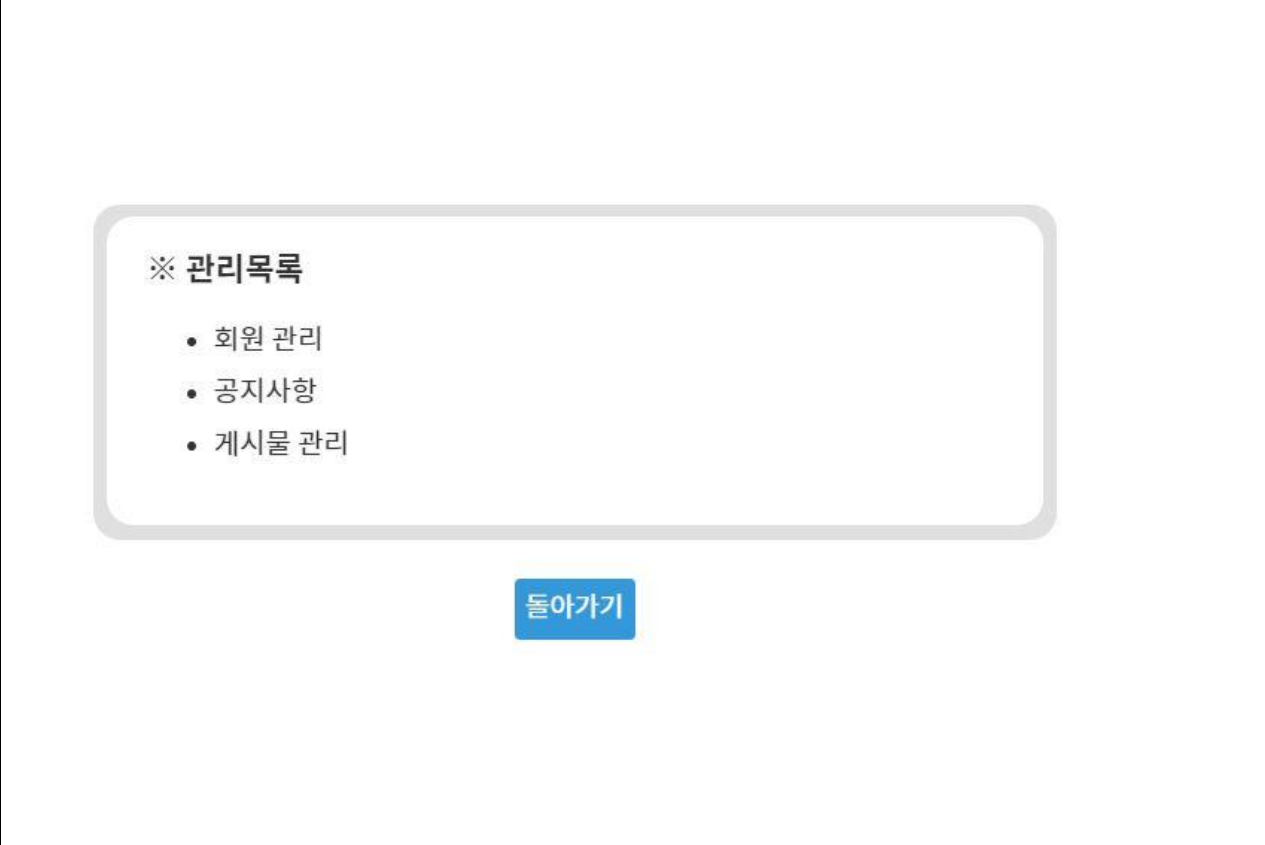 ※ 관리목록
• 회원 관리
• 공지사항
• 게시물 관리
돌아가기